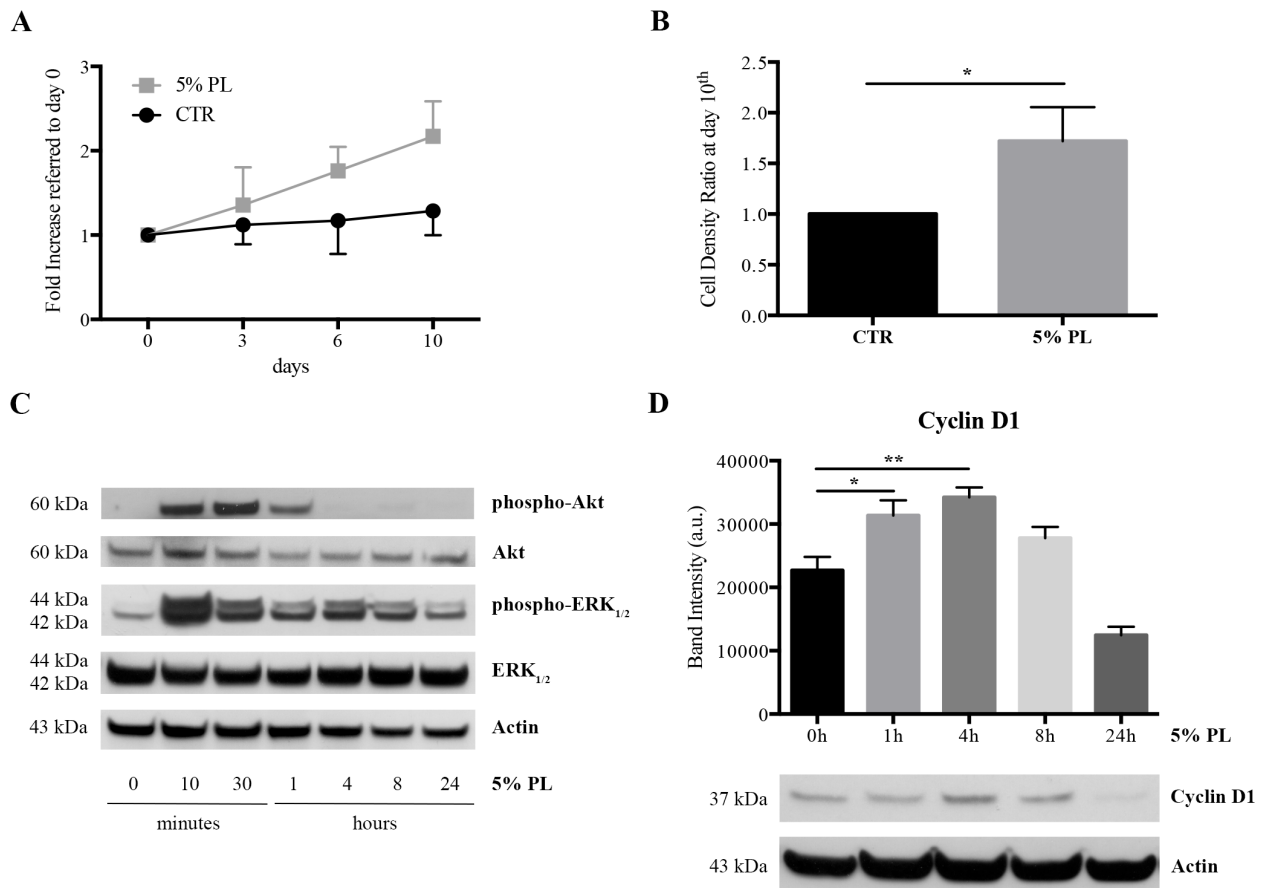 A
Fold Increase referred to day 0
3
2
1
0
5% PL
CTR
0 3 6 10
days
B
Cell Density Ratio at day 10th
2.5
2.0
1.5
1.0
0.5
0.0
*
CTR 5% PL
C
60 kDa phospho-Akt
60 kDa Akt
44 kDa
42 kDa
phospho-ERK1/2
44 kDa
42 kDa
ERK1/2
43 kDa Actin
0 10 30 1 4 8 24 5% PL
minutes hours
D
Cyclin D1
Band Intensity (a.u.)
40000
30000
20000
10000
0
**
*
0h 1h 4h 8h 24h 5% PL
37 kDa Cyclin D1
43 kDa Actin